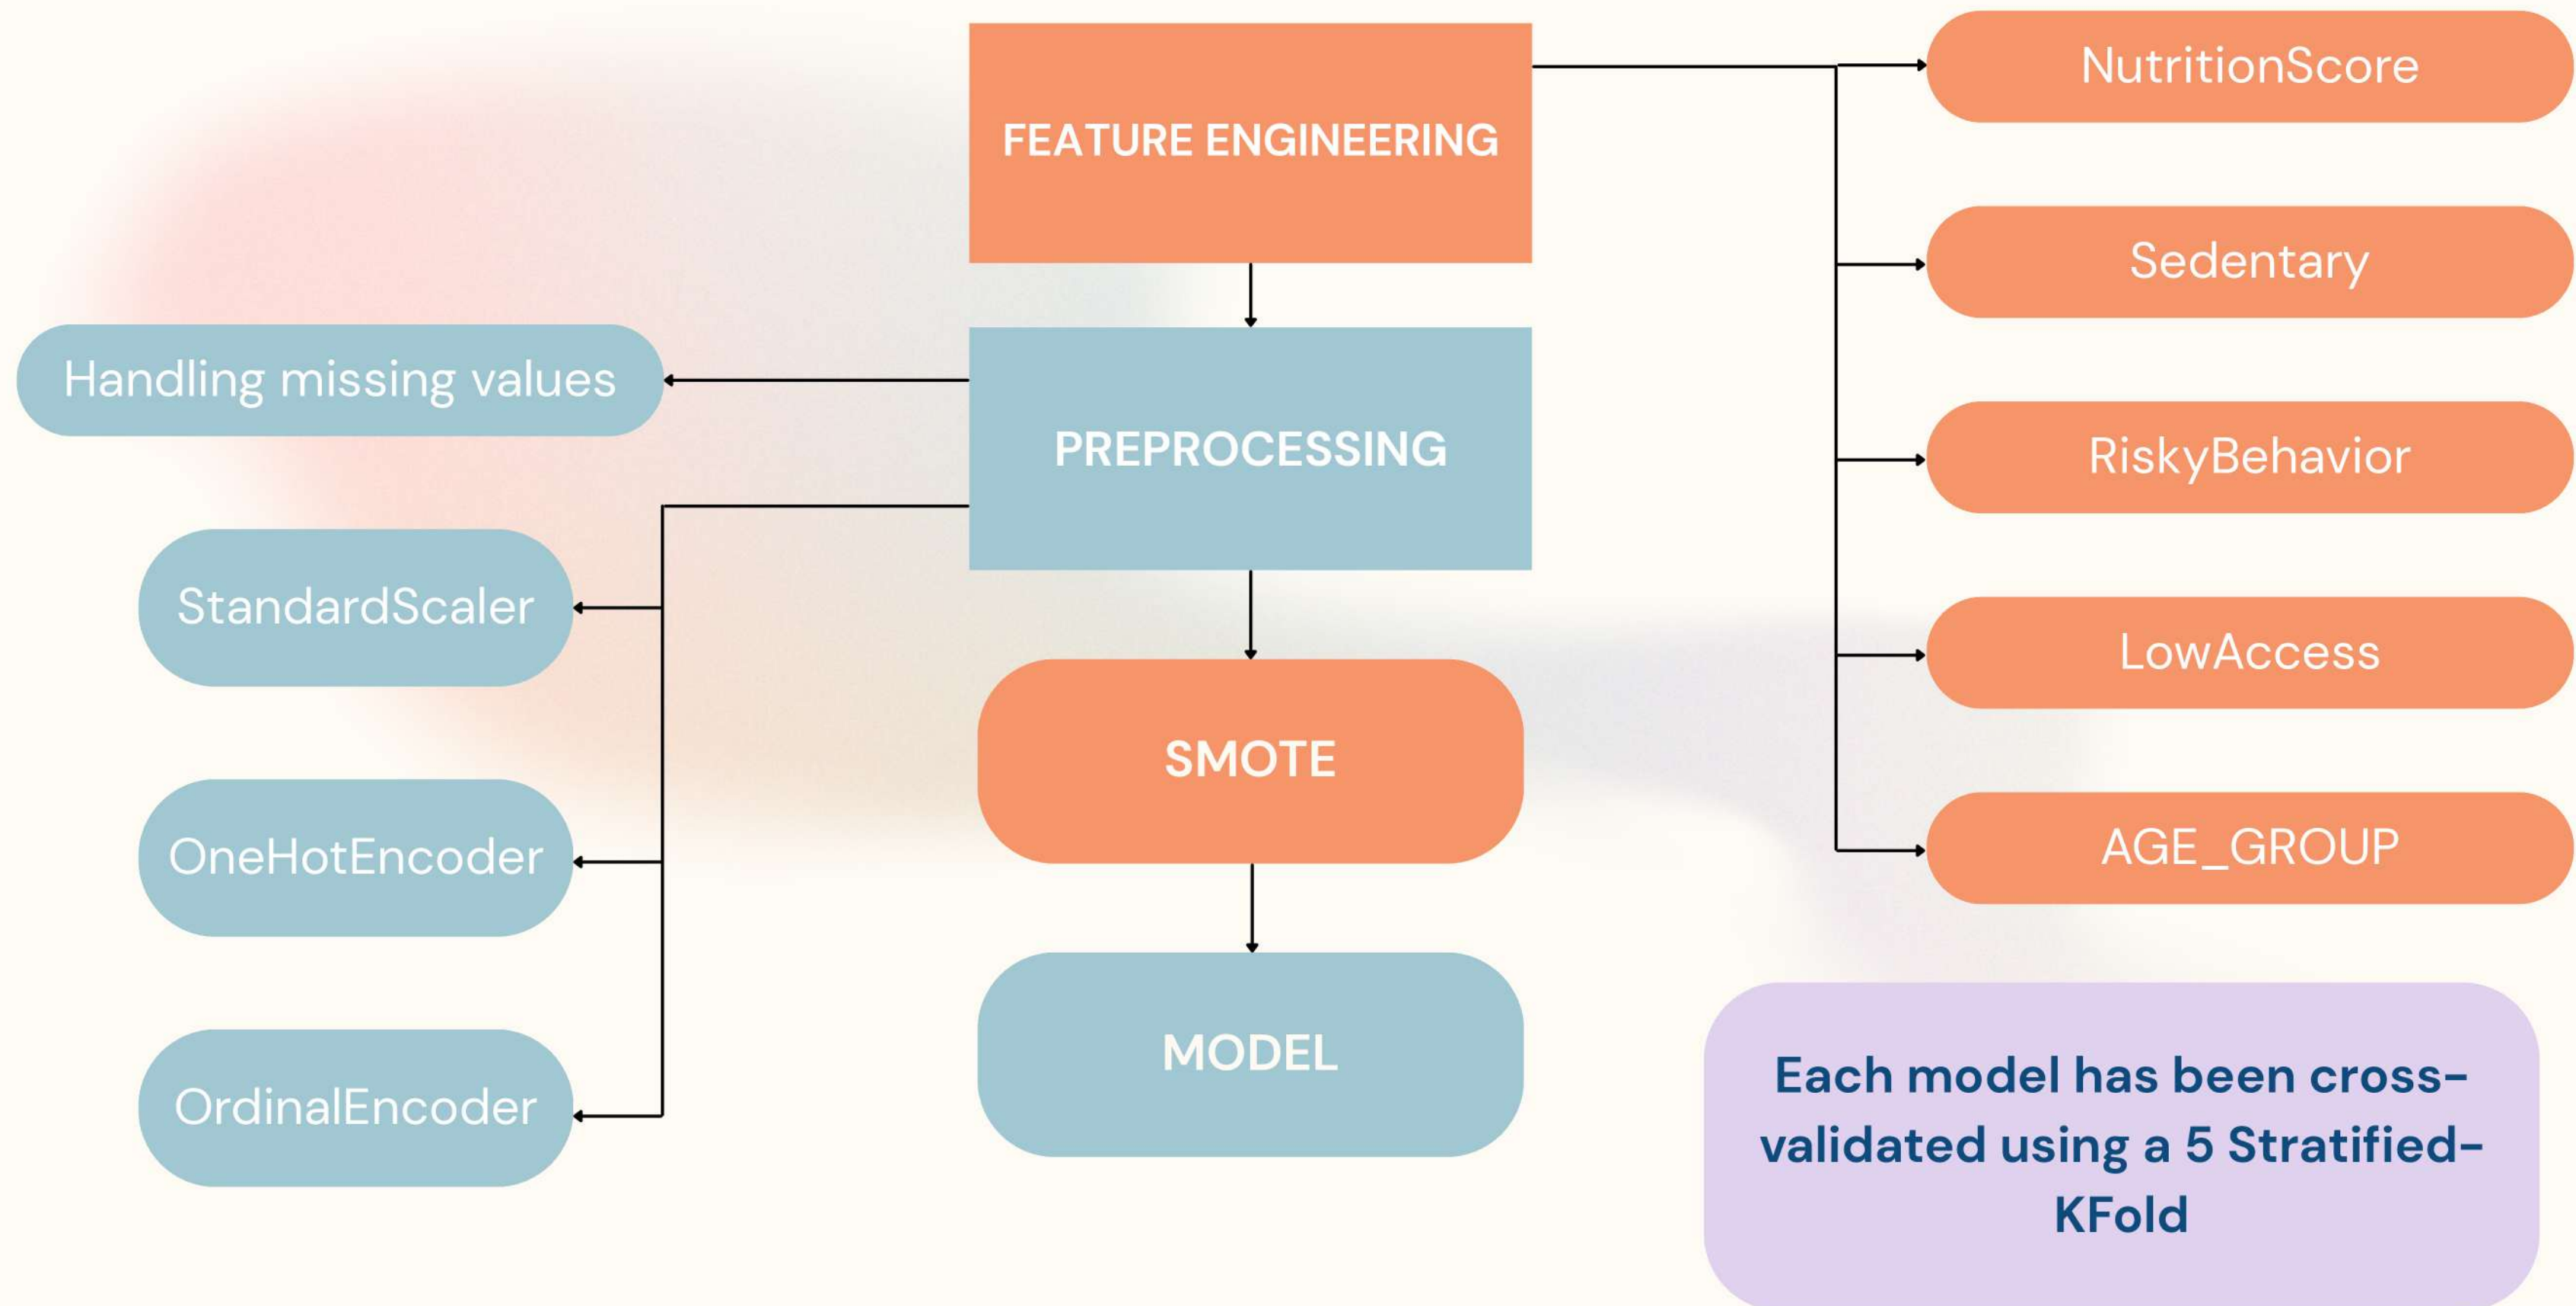 FEATURE ENGINEERING
NutritionScore
Sedentary
RiskyBehavior
LowAccess
AGE_GROUP
PREPROCESSING
Handling missing values
StandardScaler
OneHotEncoder
OrdinalEncoder
SMOTE
MODEL
Each model has been cross-
validated using a 5 Stratified-
KFold